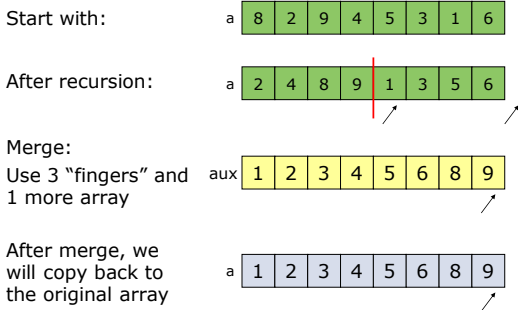 Start with:
a 8 2 9 4 5 3 1 6
After recursion:
a 2 4 8 9 1 3 5 6
Merge:
Use 3 “fingers” and
1 more array
aux 1 2 3 4 5 6 8 9
After merge, we
will copy back to
the original array
a 1 2 3 4 5 6 8 9